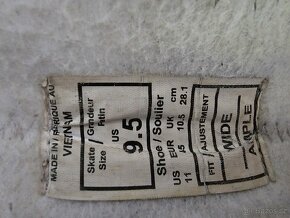 MADE IN / FABRIQUÉ AU
VIETNAM
Skate / Grandeur
Size / Patin
US
9.5
Shoe / Soulier
US EUR UK cm
11 45 10.5 28.1
FIT / AJUSTEMENT
WIDE
AMPLE